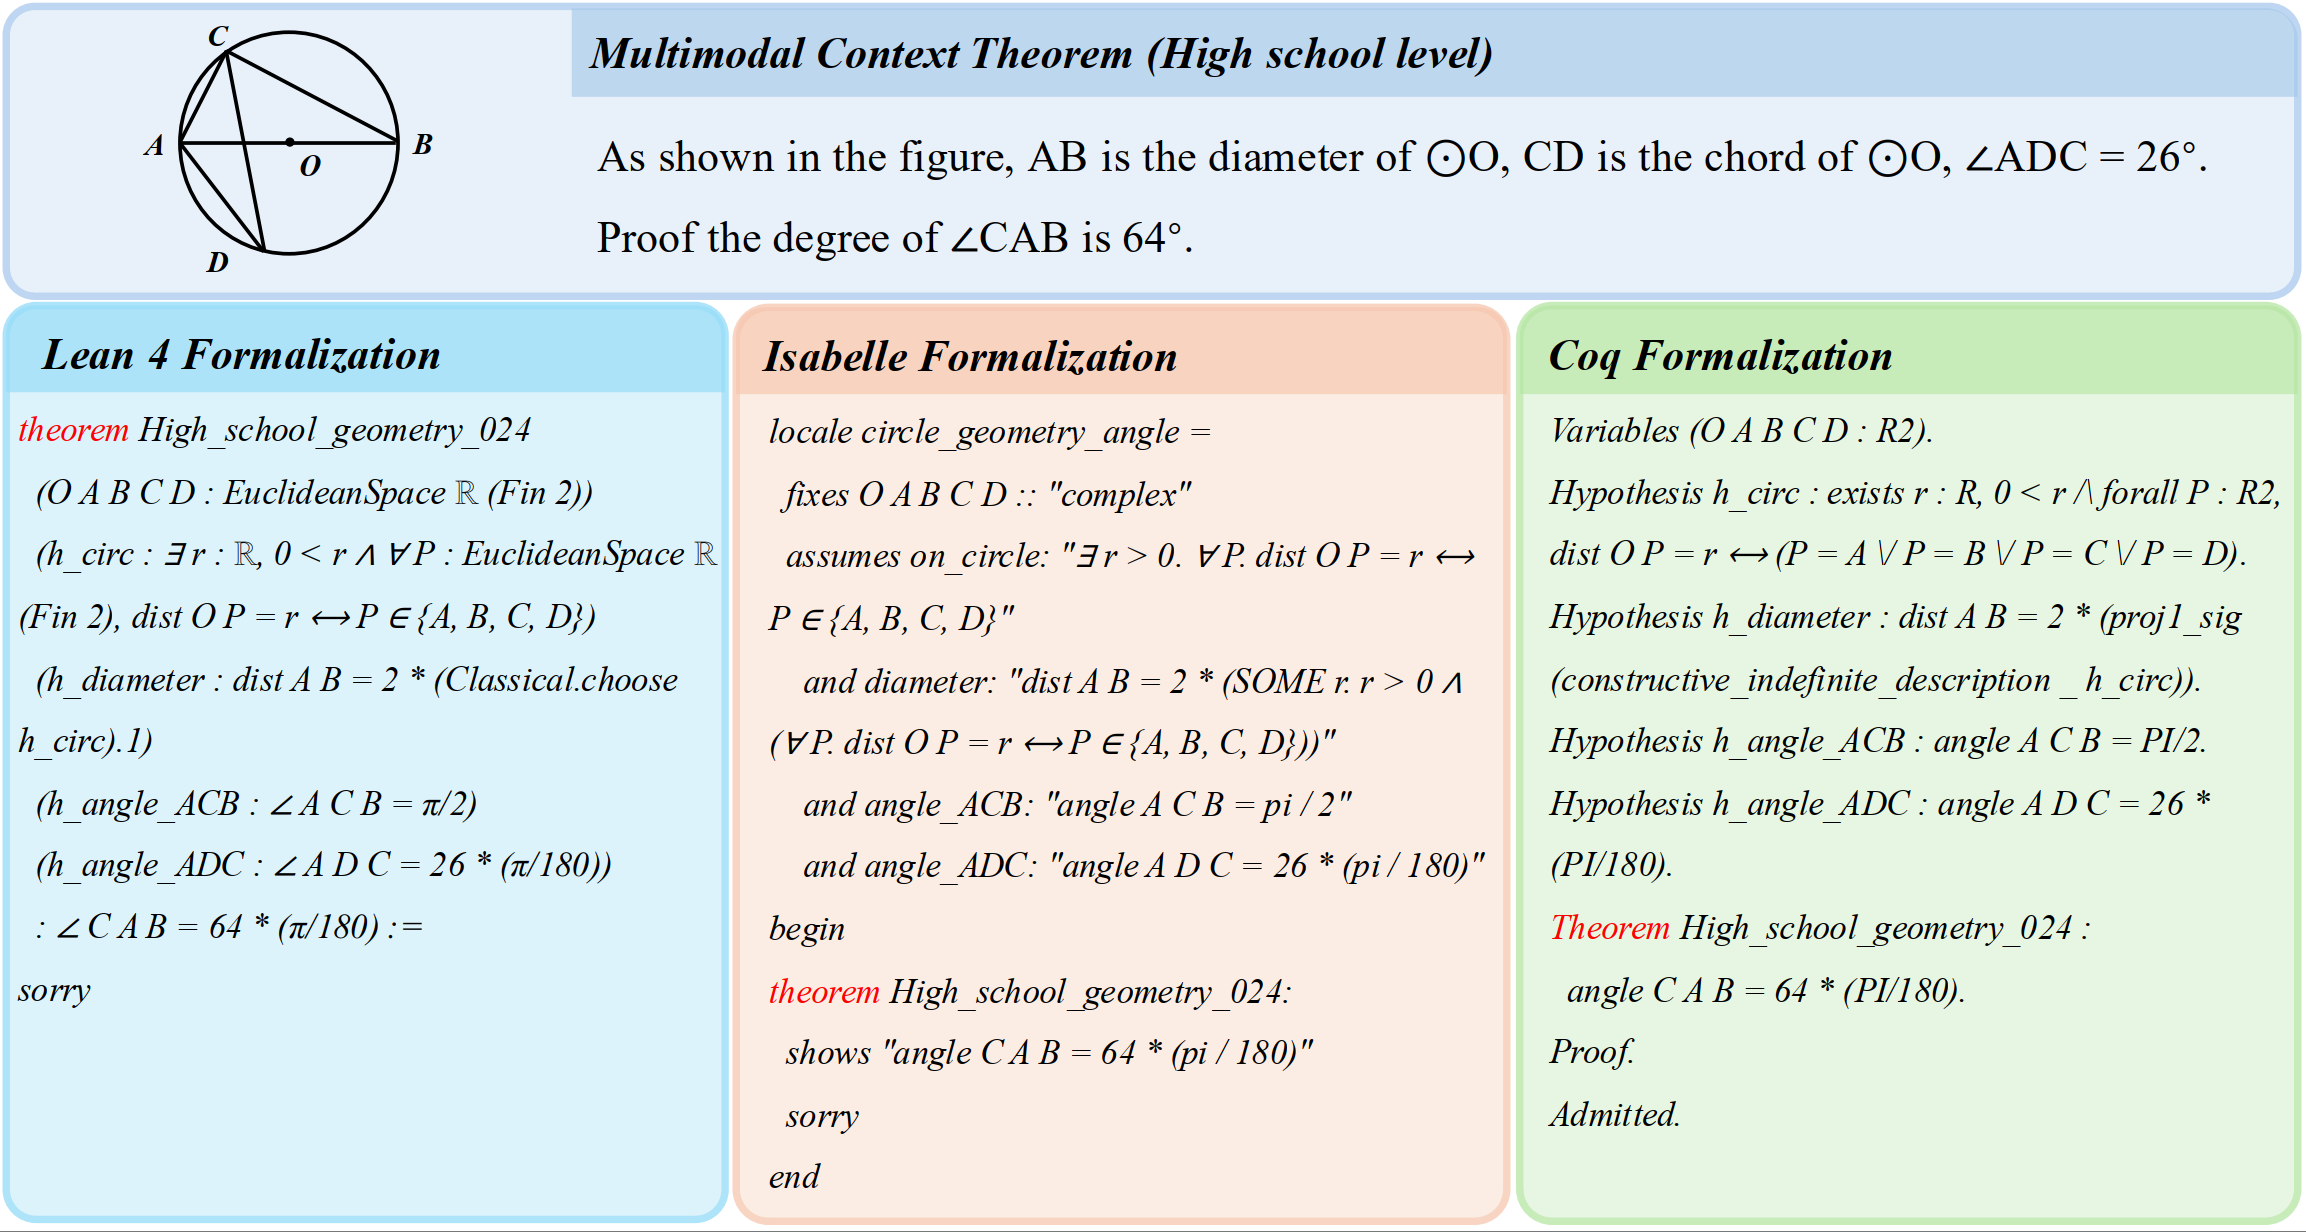 C
A
B
O
D
Multimodal Context Theorem (High school level)
As shown in the figure, AB is the diameter of ⊙O, CD is the chord of ⊙O, ∠ADC = 26°.
Proof the degree of ∠CAB is 64°.
Lean 4 Formalization
theorem High_school_geometry_024
(O A B C D : EuclideanSpace ℝ (Fin 2))
(h_circ : ∃ r : ℝ, 0 < r ∧ ∀ P : EuclideanSpace ℝ
(Fin 2), dist O P = r ↔ P ∈ {A, B, C, D})
(h_diameter : dist A B = 2 * (Classical.choose
h_circ).1)
(h_angle_ACB : ∠ A C B = π/2)
(h_angle_ADC : ∠ A D C = 26 * (π/180))
: ∠ C A B = 64 * (π/180) :=
sorry
Isabelle Formalization
locale circle_geometry_angle =
fixes O A B C D :: "complex"
assumes on_circle: "∃ r > 0. ∀ P. dist O P = r ↔
P ∈ {A, B, C, D}"
and diameter: "dist A B = 2 * (SOME r. r > 0 ∧
(∀ P. dist O P = r ↔ P ∈ {A, B, C, D}))"
and angle_ACB: "angle A C B = pi / 2"
and angle_ADC: "angle A D C = 26 * (pi / 180)"
begin
theorem High_school_geometry_024:
shows "angle C A B = 64 * (pi / 180)"
sorry
end
Coq Formalization
Variables (O A B C D : R2).
Hypothesis h_circ : exists r : R, 0 < r /\ forall P : R2,
dist O P = r ↔ (P = A \/ P = B \/ P = C \/ P = D).
Hypothesis h_diameter : dist A B = 2 * (proj1_sig
(constructive_indefinite_description _ h_circ)).
Hypothesis h_angle_ACB : angle A C B = PI/2.
Hypothesis h_angle_ADC : angle A D C = 26 *
(PI/180).
Theorem High_school_geometry_024 :
angle C A B = 64 * (PI/180).
Proof.
Admitted.